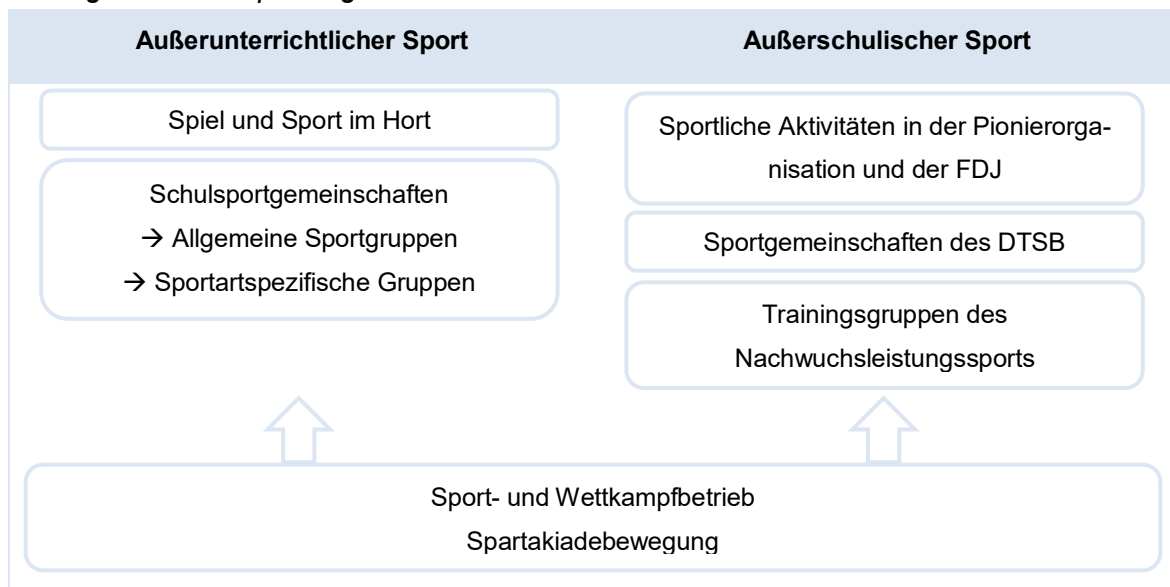 Außerunterrichtlicher Sport
Spiel und Sport im Hort
Schulsportgemeinschaften
→ Allgemeine Sportgruppen
→ Sportartspezifische Gruppen
Außerschulischer Sport
Sportliche Aktivitäten in der Pionierorga-
nisation und der FDJ
Sportgemeinschaften des DTSB
Trainingsgruppen des
Nachwuchsleistungssports
Sport- und Wettkampfbetrieb
Spartakiadebewegung